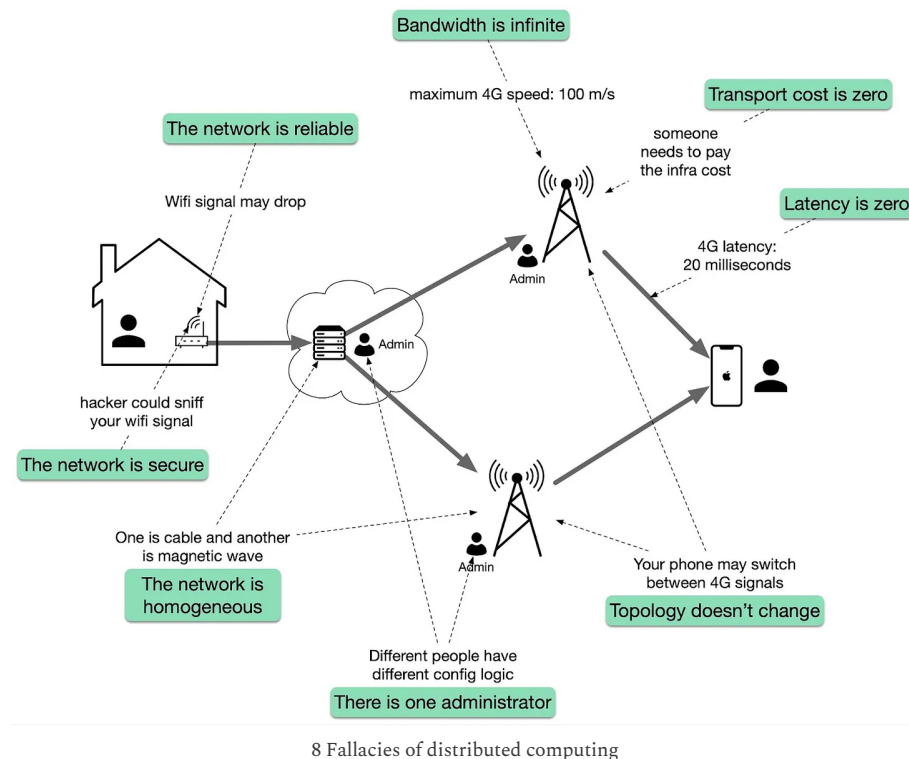 Bandwidth is infinite
maximum 4G speed: 100 m/s
Transport cost is zero
someone
needs to pay
the infra cost
The network is reliable
Wifi signal may drop
Latency is zero
4G latency:
20 milliseconds
Admin
Admin
hacker could sniff
your wifi signal
The network is secure
One is cable and another
is magnetic wave
The network is
homogeneous
Admin
Your phone may switch
between 4G signals
Topology doesn't change
Different people have
different config logic
There is one administrator
8 Fallacies of distributed computing